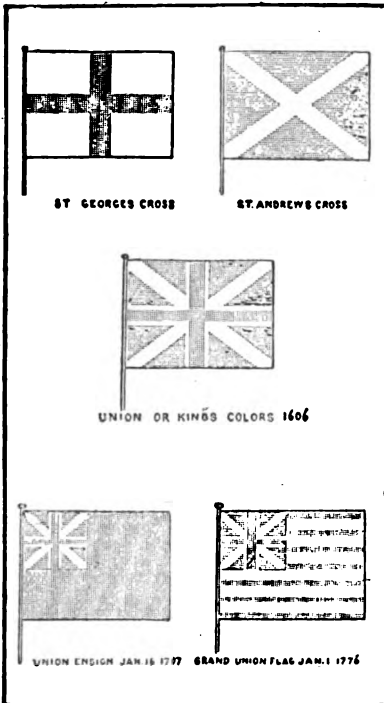 ST GEORGES CROSS
ST. ANDREWS CROSS
UNION OR KING'S COLORS 1606
UNION ENSIGN JAN. 16 1707
GRAND UNION FLAG JAN. 1 1776